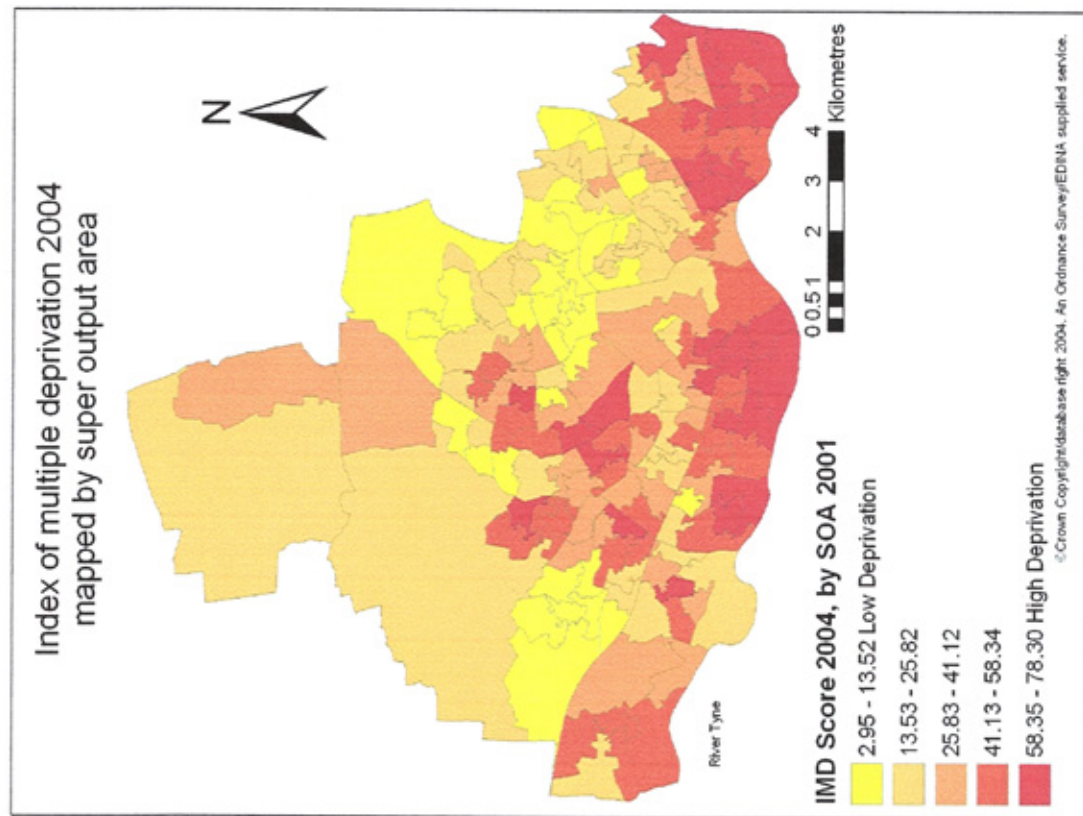 Index of multiple deprivation 2004
mapped by super output area
N
River Tyne
0 0.5 1 2 3 4
Kilometres
IMD Score 2004, by SOA 2001
2.95 - 13.52 Low Deprivation
13.53 - 25.82
25.83 - 41.12
41.13 - 58.34
58.35 - 78.30 High Deprivation
©Crown Copyright/database right 2004. An Ordnance Survey/EDINA supplied service.